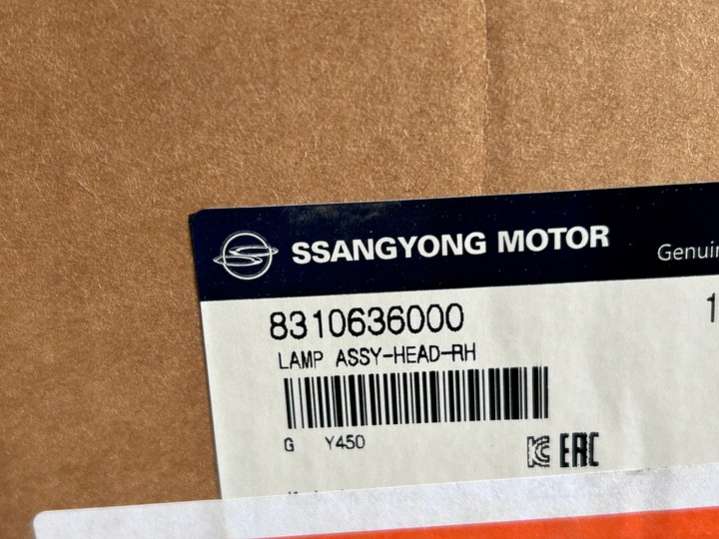 SSANGYONG MOTOR
8310636000
LAMP ASSY-HEAD-RH
G Y450
EAC